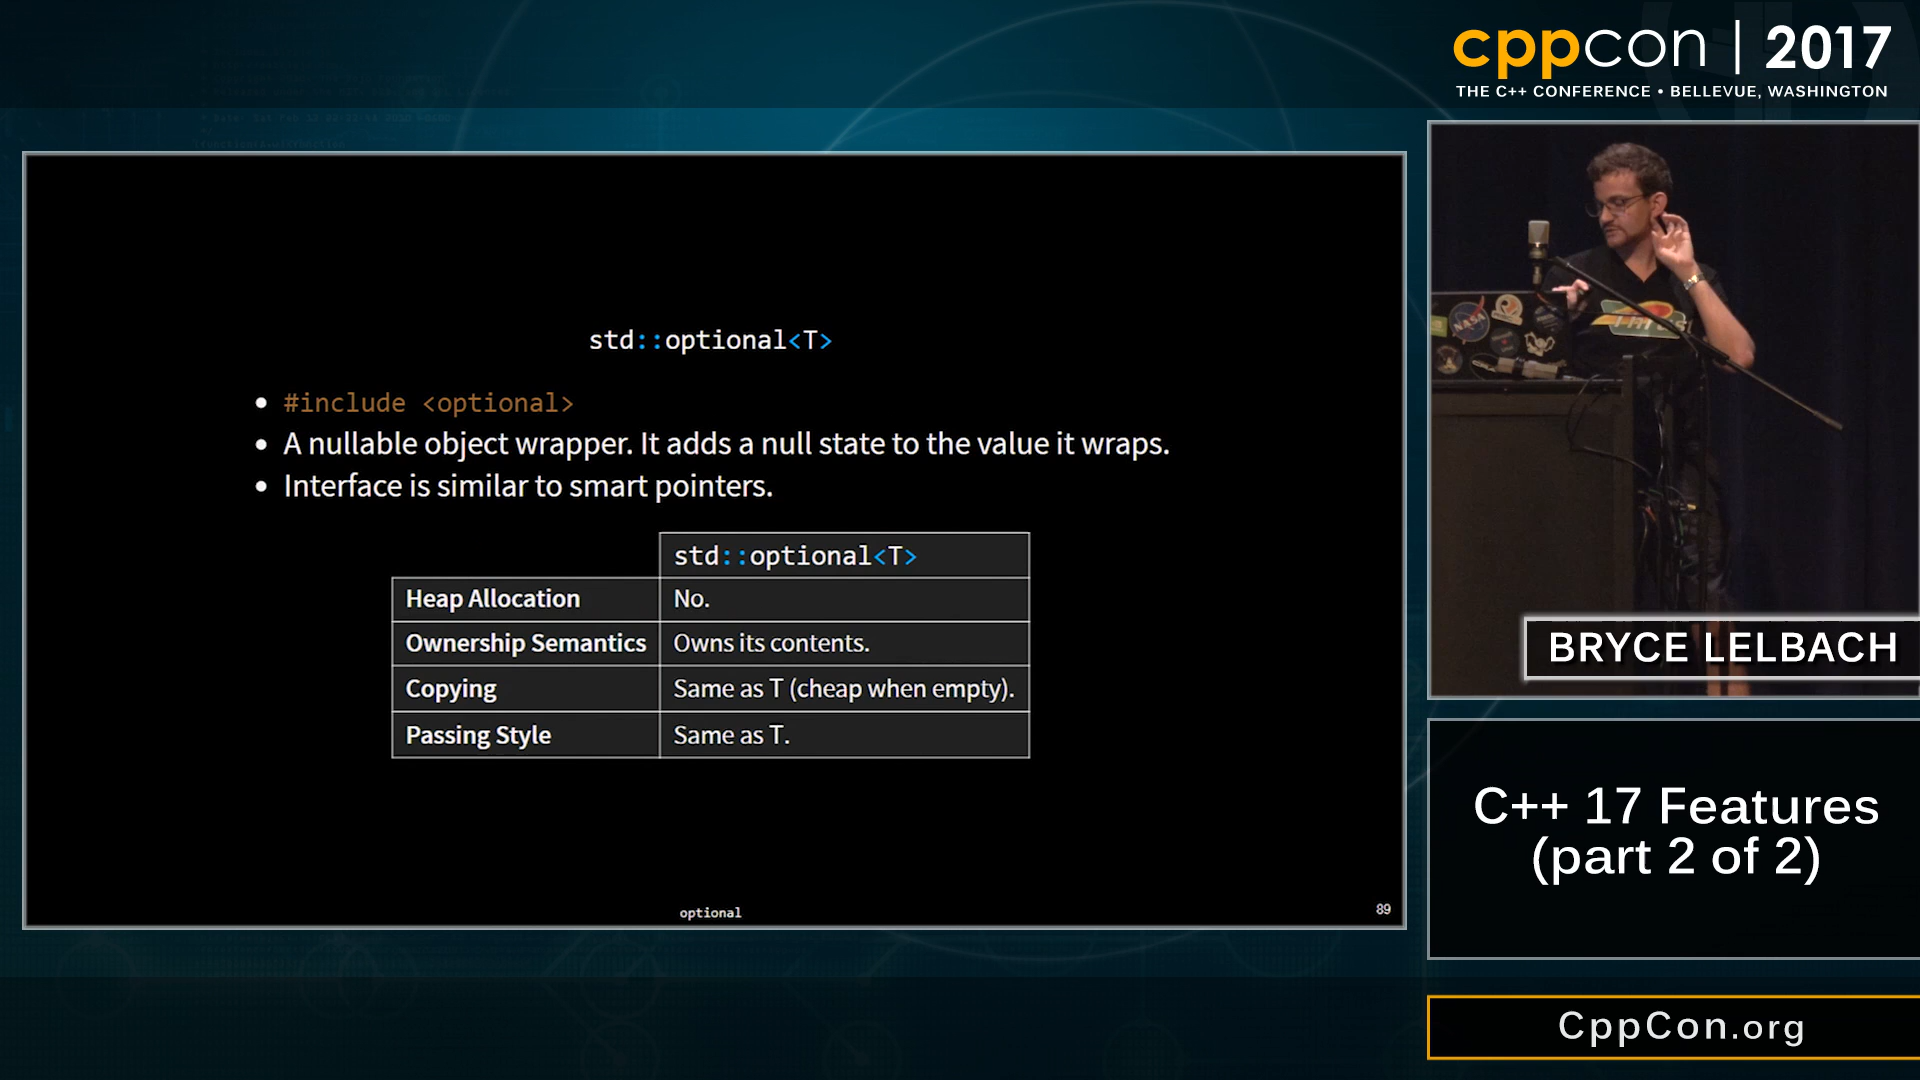 cppcon | 2017
THE C++ CONFERENCE • BELLEVUE, WASHINGTON
std::optional<T>
• #include <optional>
• A nullable object wrapper. It adds a null state to the value it wraps.
• Interface is similar to smart pointers.
std::optional<T>
Heap Allocation No.
Ownership Semantics Owns its contents.
Copying Same as T (cheap when empty).
Passing Style Same as T.
optional
89
NASA
BRYCE LELBACH
C++ 17 Features
(part 2 of 2)
CppCon.org